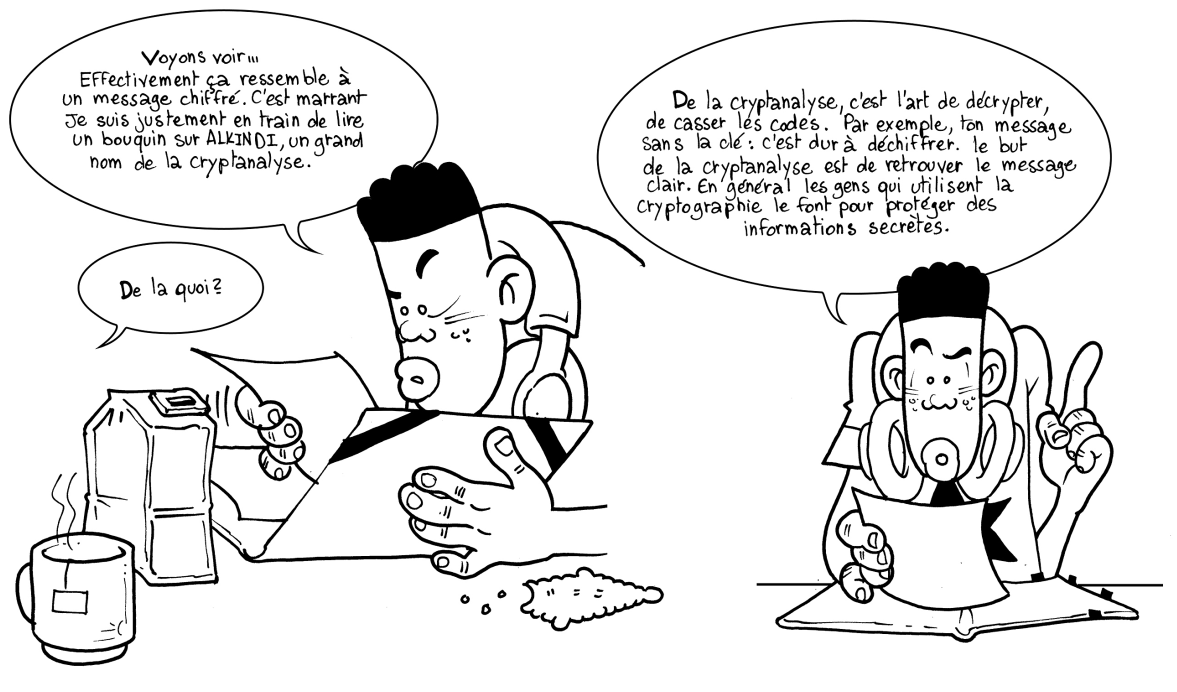 Voyons voir...
Effectivement ça ressemble à
un message chiffré. C'est marrant
Je suis justement en train de lire
un bouquin sur ALKINDI, un grand
nom de la cryptanalyse.
De la quoi?
De la cryptanalyse, c'est l'art de décrypter,
de casser les codes. Par exemple, ton message
sans la clé : c'est dur à déchiffrer. le but
de la cryptanalyse est de retrouver le message
clair. En général les gens qui utilisent la
cryptographie le font pour protéger des
informations secrètes.